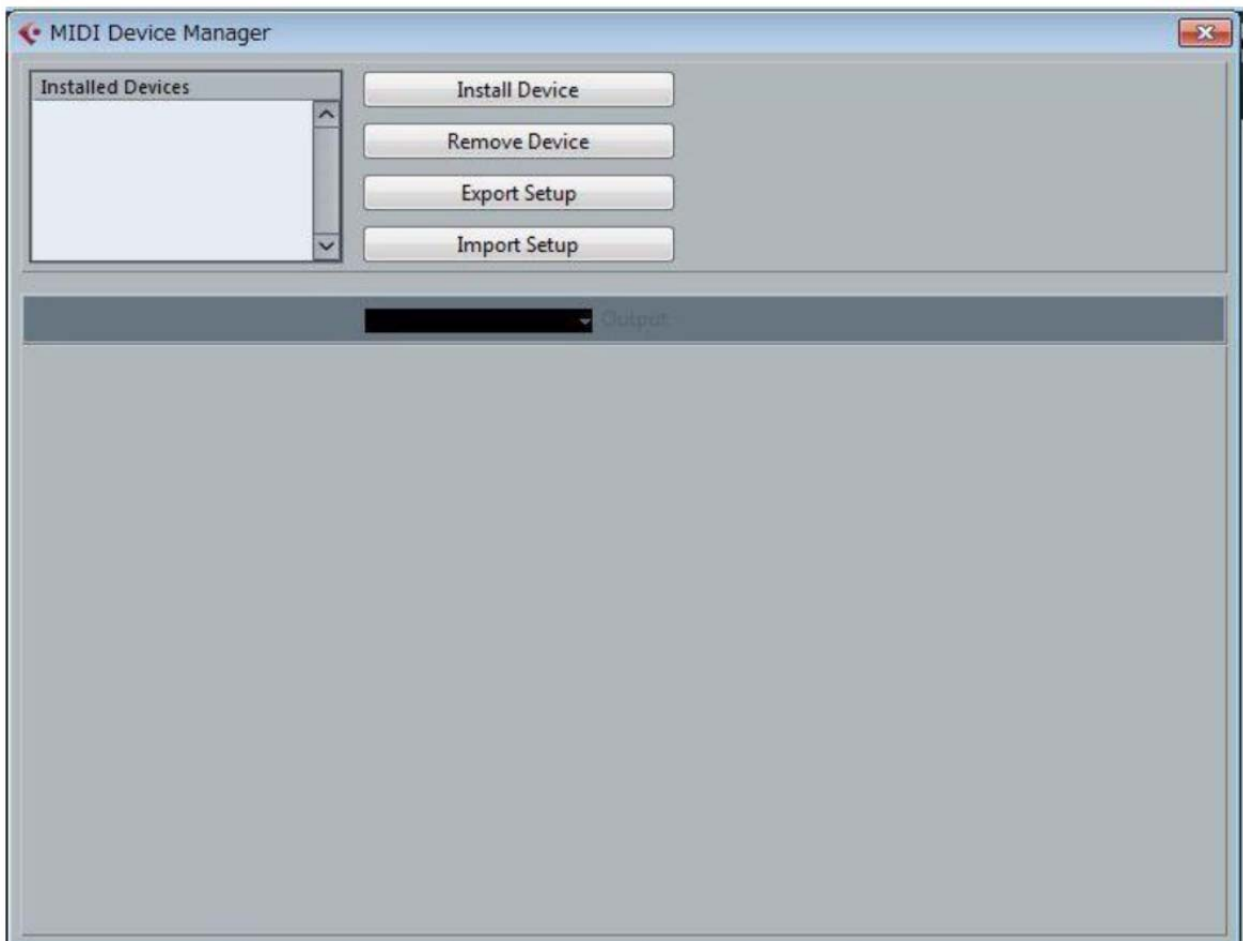 MIDI Device Manager
Installed Devices
Install Device
Remove Device
Export Setup
Import Setup
Output